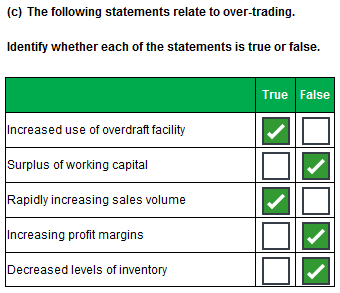 (c) The following statements relate to over-trading.
Identify whether each of the statements is true or false.
True False
Increased use of overdraft facility
Surplus of working capital
Rapidly increasing sales volume
Increasing profit margins
Decreased levels of inventory